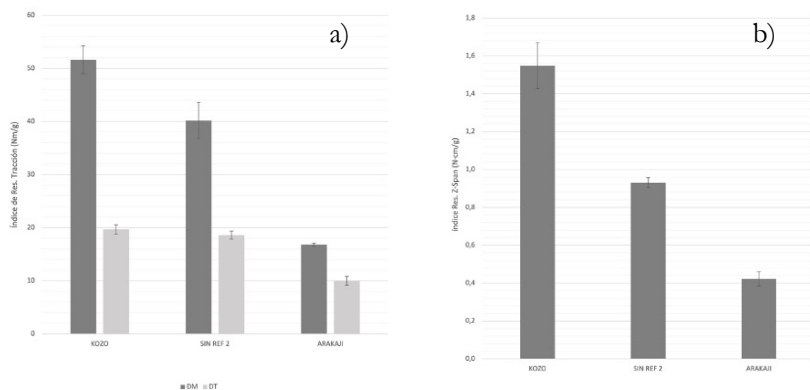 a)
Índice de Res. Tracción (Nm/g)
60
50
40
30
20
10
0
KOZO SIN REF 2 ARAKAJI
DM DT
b)
índice Res. Z-Span (N·cm/g)
1,8
1,6
1,4
1,2
1,0
0,8
0,6
0,4
0,2
0,0
KOZO SIN REF 2 ARAKAJI